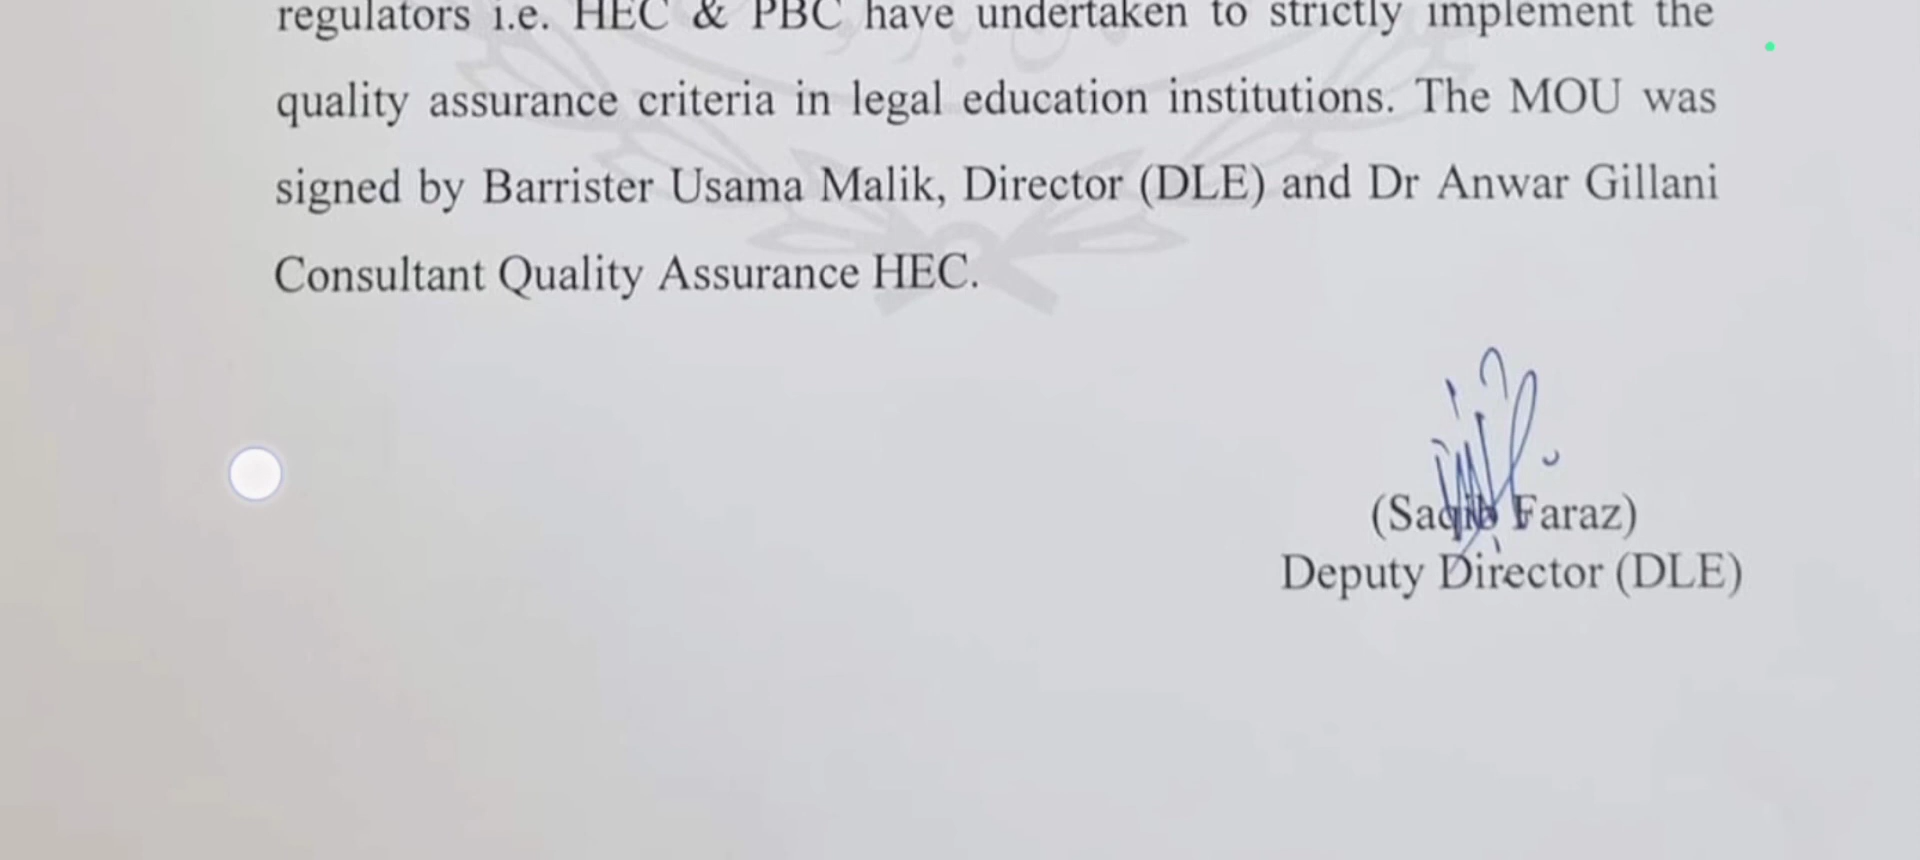 regulators i.e. HEC & PBC have undertaken to strictly implement the
quality assurance criteria in legal education institutions. The MOU was
signed by Barrister Usama Malik, Director (DLE) and Dr Anwar Gillani
Consultant Quality Assurance HEC.
(Saqib Faraz)
Deputy Director (DLE)